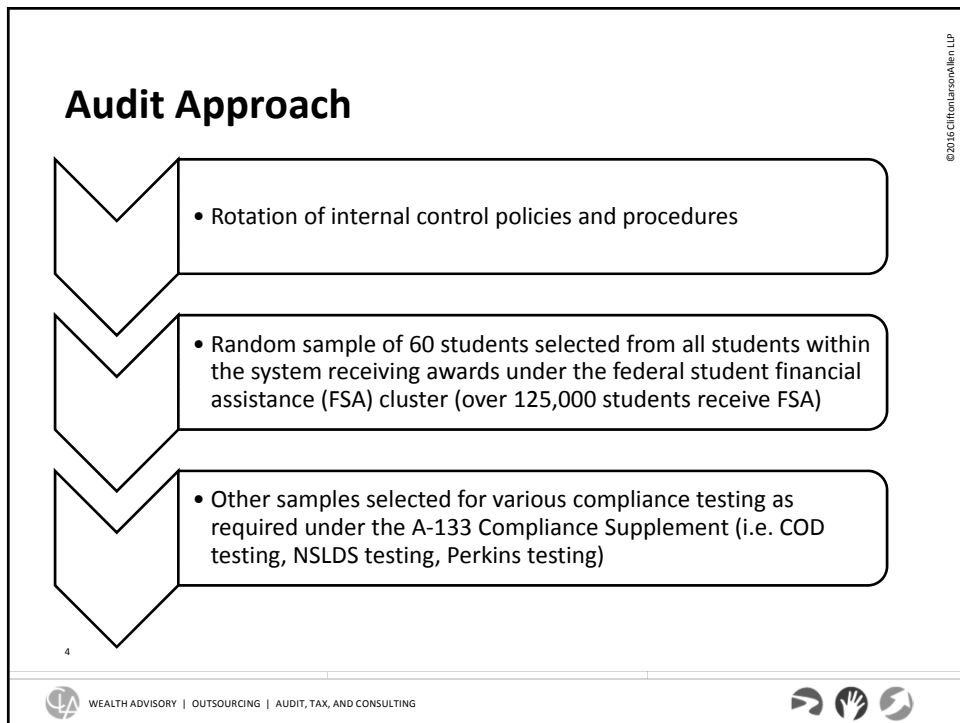 Audit Approach
©2016 CliftonLarsonAllen LLP
• Rotation of internal control policies and procedures
• Random sample of 60 students selected from all students within
the system receiving awards under the federal student financial
assistance (FSA) cluster (over 125,000 students receive FSA)
• Other samples selected for various compliance testing as
required under the A-133 Compliance Supplement (i.e. COD
testing, NSLDS testing, Perkins testing)
4
CLA
WEALTH ADVISORY | OUTSOURCING | AUDIT, TAX, AND CONSULTING